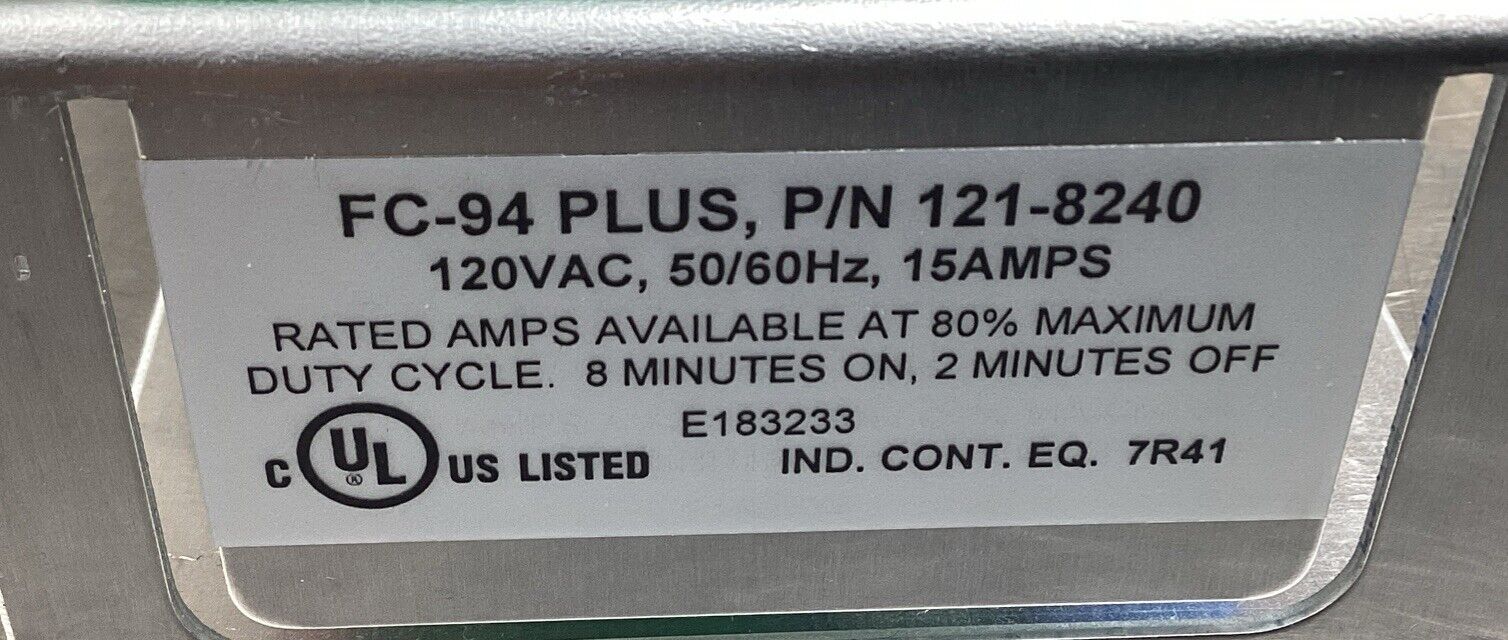 FC-94 PLUS, P/N 121-8240
120VAC, 50/60Hz, 15AMPS
RATED AMPS AVAILABLE AT 80% MAXIMUM
DUTY CYCLE. 8 MINUTES ON, 2 MINUTES OFF
E183233
C UL® US LISTED IND. CONT. EQ. 7R41